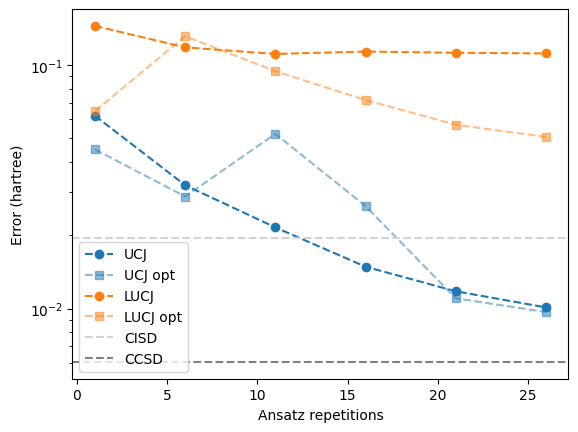 Error (hartree)
10⁻¹
10⁻²
UCJ
UCJ opt
LUCJ
LUCJ opt
CISD
CCSD
0 5 10 15 20 25
Ansatz repetitions